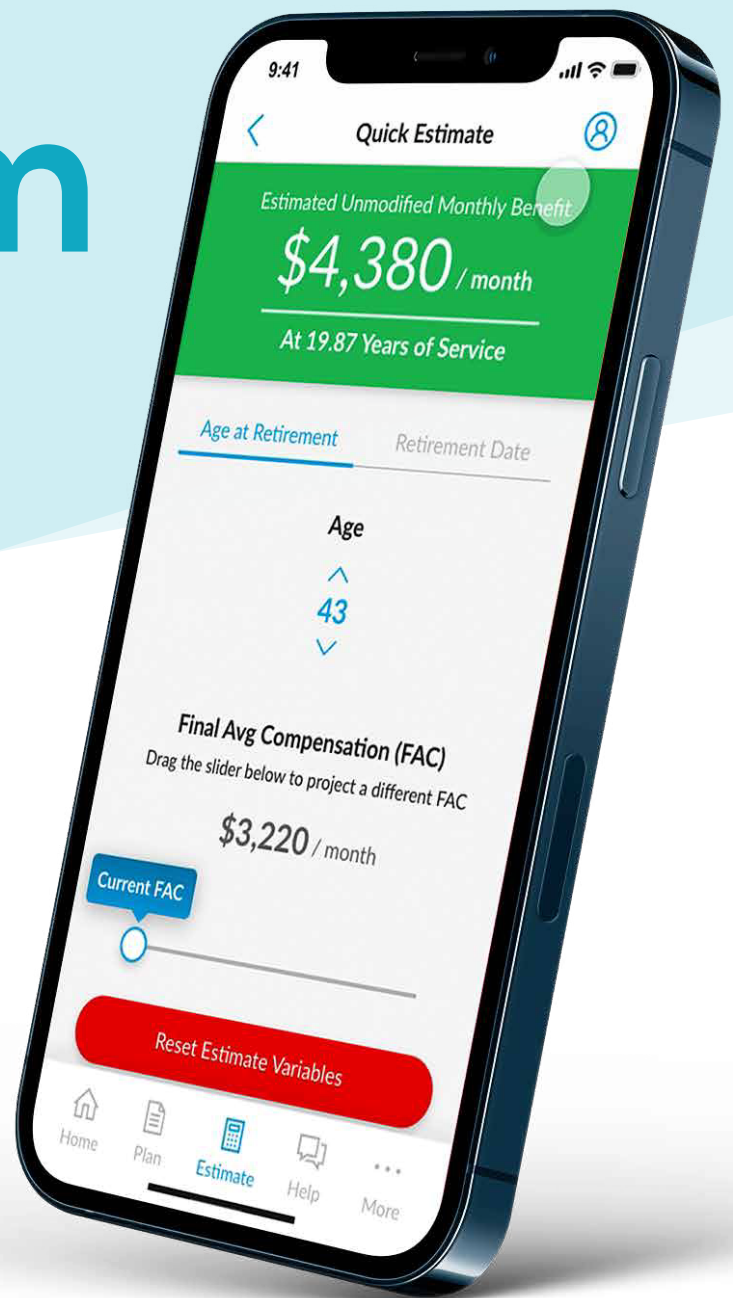 m
9:41
Quick Estimate
Estimated Unmodified Monthly Benefit
$4,380 / month
At 19.87 Years of Service
Age at Retirement
Retirement Date
Age
43
Final Avg Compensation (FAC)
Drag the slider below to project a different FAC
$3,220 / month
Current FAC
Reset Estimate Variables
Home
Plan
Estimate
Help
More